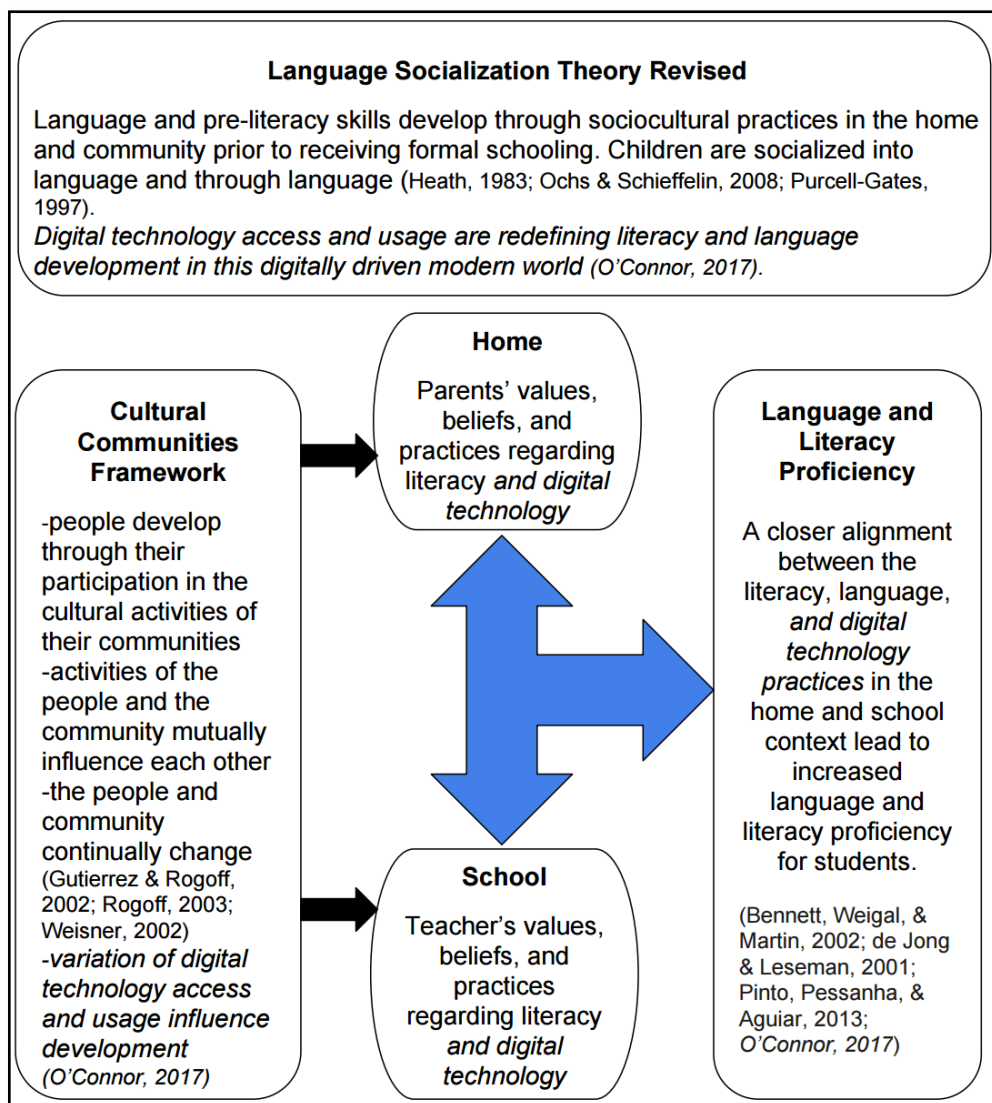 Language Socialization Theory Revised
Language and pre-literacy skills develop through sociocultural practices in the home
and community prior to receiving formal schooling. Children are socialized into
language and through language (Heath, 1983; Ochs & Schieffelin, 2008; Purcell-Gates,
1997).
Digital technology access and usage are redefining literacy and language
development in this digitally driven modern world (O'Connor, 2017).
Home
Parents' values,
beliefs, and
practices regarding
literacy and digital
technology
Cultural
Communities
Framework
-people develop
through their
participation in the
cultural activities of
their communities
-activities of the
people and the
community mutually
influence each other
-the people and
community
continually change
(Gutierrez & Rogoff,
2002; Rogoff, 2003;
Weisner, 2002)
-variation of digital
technology access
and usage influence
development
(O'Connor, 2017)
School
Teacher's values,
beliefs, and
practices
regarding literacy
and digital
technology
Language and
Literacy
Proficiency
A closer alignment
between the
literacy, language,
and digital
technology
practices in the
home and school
context lead to
increased
language and
literacy proficiency
for students.
(Bennett, Weigal, &
Martin, 2002; de Jong
& Leseman, 2001;
Pinto, Pessanha, &
Aguiar, 2013;
O'Connor, 2017)